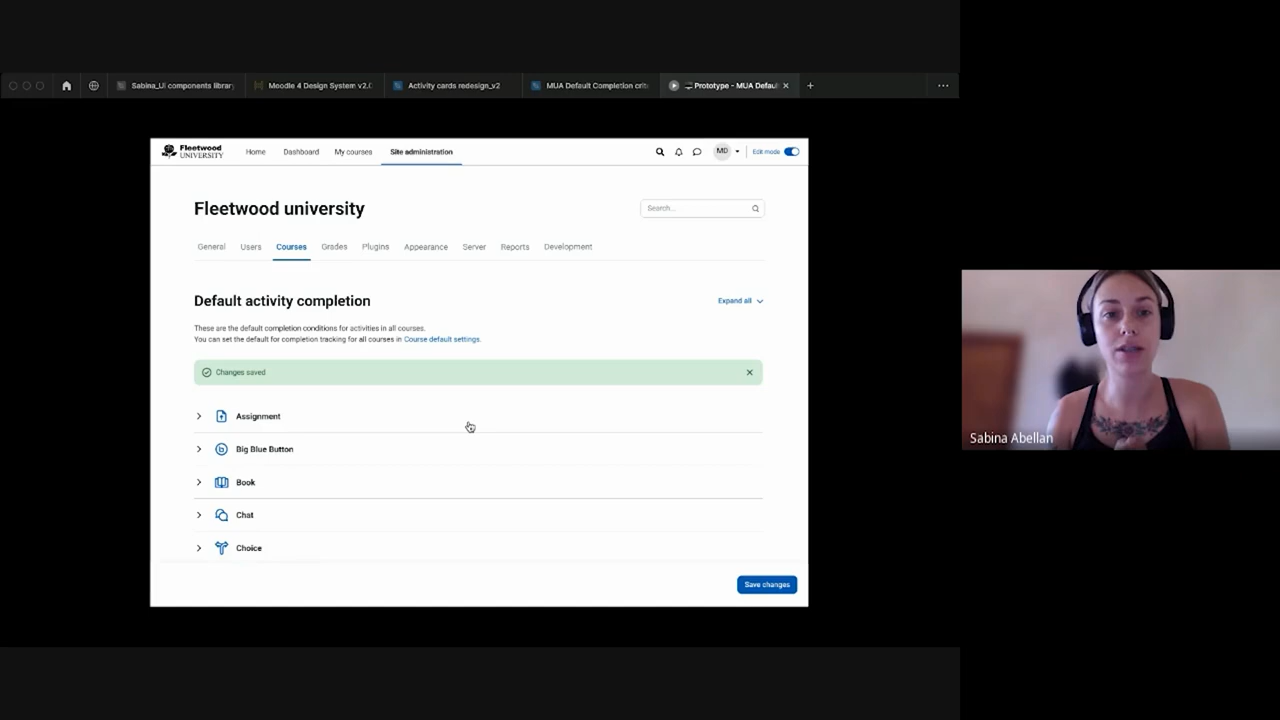 Sabina_UI components librar
Moodle 4 Design System v2.
Activity cards redesign_v2
MUA Default Completion crit
Prototype - MUA Defau
Fleetwood
UNIVERSITY
Home
Dashboard
My courses
Site administration
MD
Edit mode
Fleetwood university
Search...
General
Users
Courses
Grades
Plugins
Appearance
Server
Reports
Development
Default activity completion
Expand all
These are the default completion conditions for activities in all courses.
You can set the default for completion tracking for all courses in Course default settings.
Changes saved
Assignment
Big Blue Button
Book
Chat
Choice
Save changes
Sabina Abellan